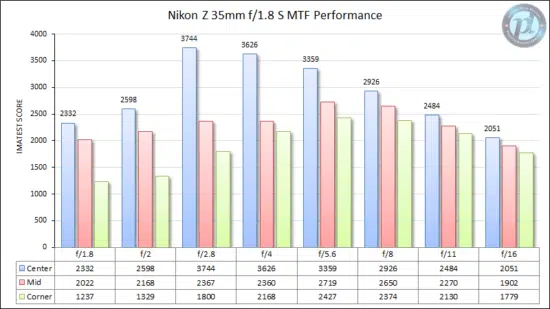 Nikon Z 35mm f/1.8 S MTF Performance
4000
3500
3000
2500
2000
1500
1000
500
0
IMATEST SCORE
2332 2598 3744 3626 3359 2926 2484 2051
f/1.8 f/2 f/2.8 f/4 f/5.6 f/8 f/11 f/16
Center 2332 2598 3744 3626 3359 2926 2484 2051
Mid 2022 2168 2367 2360 2719 2650 2270 1902
Corner 1237 1329 1800 2168 2427 2374 2130 1779